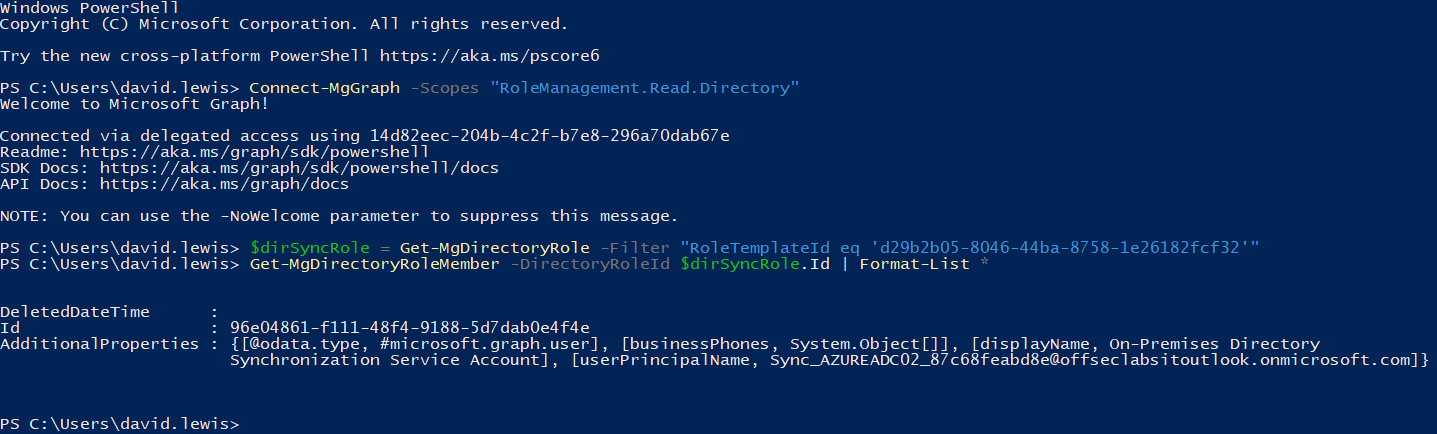 Windows PowerShell
Copyright (C) Microsoft Corporation. All rights reserved.
Try the new cross-platform PowerShell https://aka.ms/pscore6
PS C:\Users\david.lewis> Connect-MgGraph -Scopes "RoleManagement.Read.Directory"
Welcome to Microsoft Graph!
Connected via delegated access using 14d82eec-204b-4c2f-b7e8-296a70dab67e
Readme: https://aka.ms/graph/sdk/powershell
SDK Docs: https://aka.ms/graph/sdk/powershell/docs
API Docs: https://aka.ms/graph/docs
NOTE: You can use the -NoWelcome parameter to suppress this message.
PS C:\Users\david.lewis> $dirSyncRole = Get-MgDirectoryRole -Filter "RoleTemplateId eq 'd29b2b05-8046-44ba-8758-1e26182fcf32'"
PS C:\Users\david.lewis> Get-MgDirectoryRoleMember -DirectoryRoleId $dirSyncRole.Id | Format-List *
DeletedDateTime      :
Id                   : 96e04861-f111-48f4-9188-5d7dab0e4f4e
AdditionalProperties : {[@odata.type, #microsoft.graph.user], [businessPhones, System.Object[]], [displayName, On-Premises Directory
Synchronization Service Account], [userPrincipalName, Sync_AZUREADC02_87c68feabd8e@offseclabsitoutlook.onmicrosoft.com]}
PS C:\Users\david.lewis>